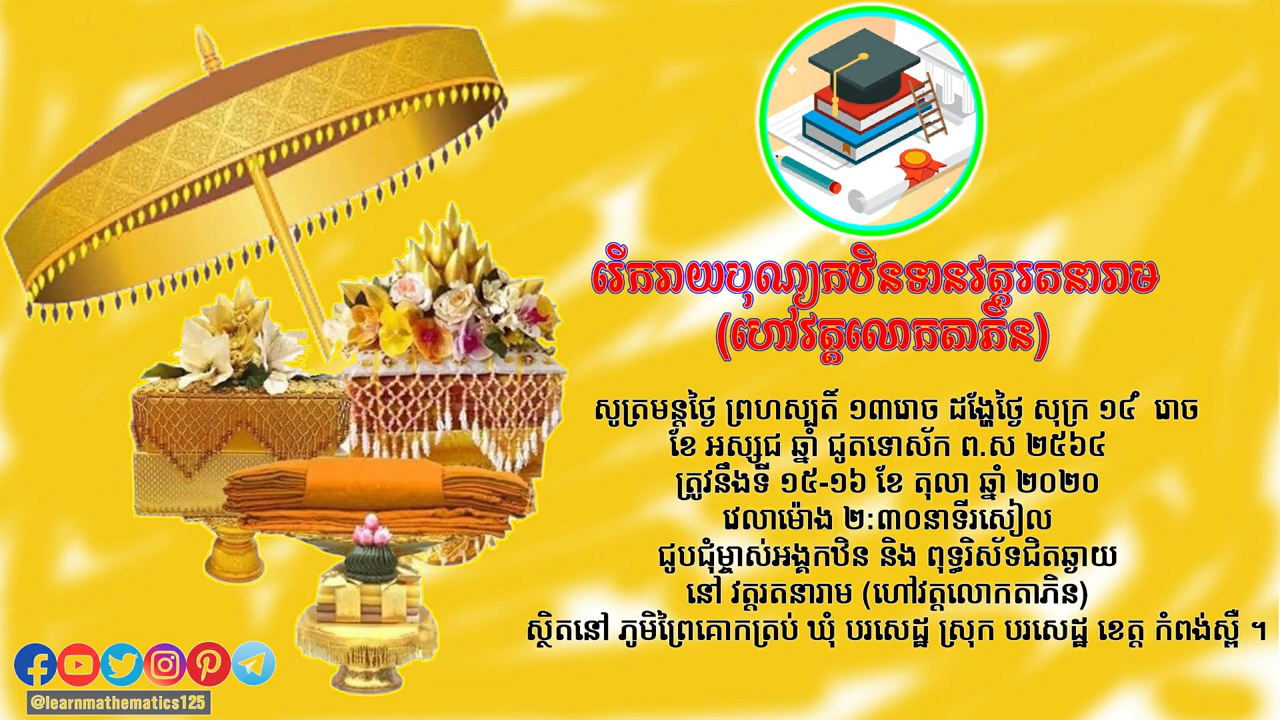 រីករាយបុណ្យកឋិនទានវត្តរតនារាម
(ហៅវត្តលោកតាភិន)
សូត្រមន្តថ្ងៃ ព្រហស្បតិ៍ ១៣រោច ដង្ហែថ្ងៃ សុក្រ ១៤ រោច
ខែ អស្សុជ ឆ្នាំ ជូតទោស័ក ព.ស ២៥៦៤
ត្រូវនឹងទី ១៥-១៦ ខែ តុលា ឆ្នាំ ២០២០
វេលាម៉ោង ២:៣០នាទីរសៀល
ជូបជុំម្ចាស់អង្គកឋិន និង ពុទ្ធរិស័ទជិតឆ្ងាយ
នៅ វត្តរតនារាម (ហៅវត្តលោកតាភិន)
ស្ថិតនៅ ភូមិព្រៃគោកត្រប់ ឃុំ បរសេដ្ឋ ស្រុក បរសេដ្ឋ ខេត្ត កំពង់ស្ពឺ ។
@learnmathematics125